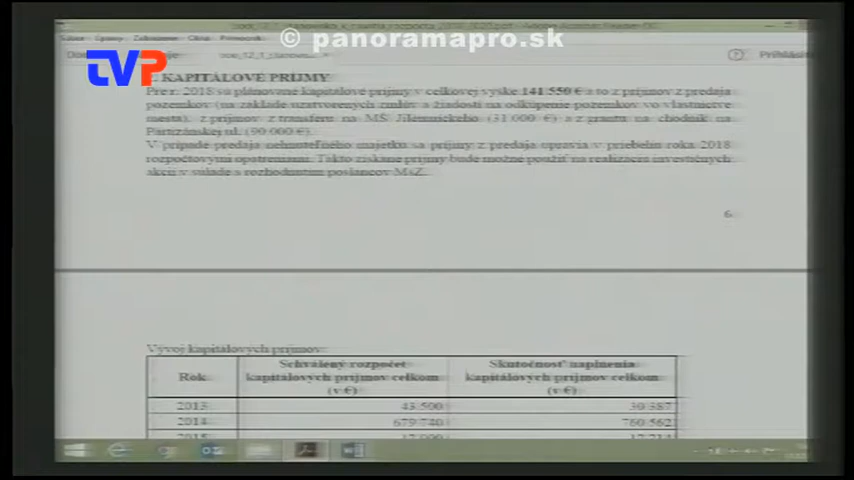 © panoramapro.sk
TVP
KAPITÁLOVÉ PRÍJMY
Pre r. 2018 sú plánované kapitálové príjmy v celkovej výške 141.550 € a to z príjmov z predaja
pozemkov (na základe uzatvorených zmlúv a žiadostí na odkúpenie pozemkov vo vlastníctve
mesta), z príjmov z transferu na MŠ Jilemnického (31.000 €) a z grantu na chodník na
Partizánskej ul. (90.000 €).
V prípade predaja nehnuteľného majetku sa príjmy z predaja upravia v priebehu roka 2018
rozpočtovými opatreniami. Takto získané príjmy bude možné použiť na realizáciu investičných
akcií v súlade s rozhodnutím poslancov MsZ.
6
Vývoj kapitálových príjmov:
Rok
Schválený rozpočet
kapitálových príjmov celkom
(v €)
Skutočnosť naplnenia
kapitálových príjmov celkom
(v €)
2013 43.500 30.387
2014 679.740 760.562
2015